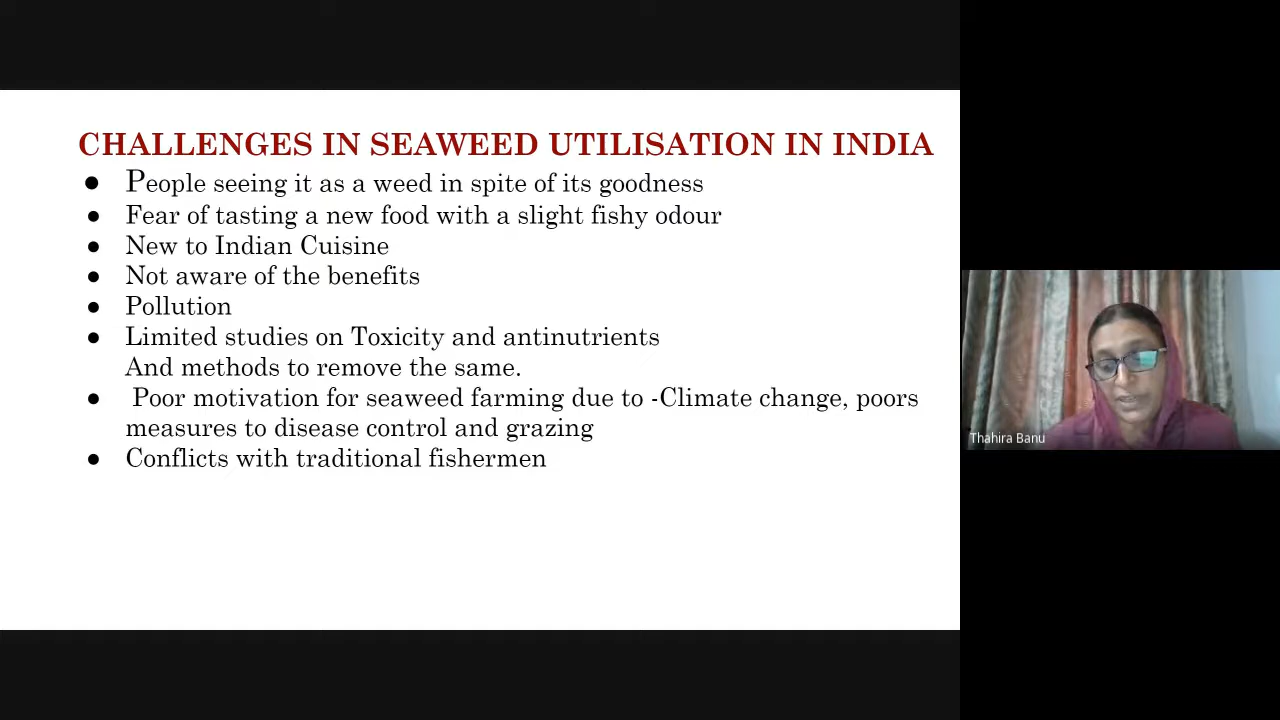 CHALLENGES IN SEAWEED UTILISATION IN INDIA
● People seeing it as a weed in spite of its goodness
● Fear of tasting a new food with a slight fishy odour
● New to Indian Cuisine
● Not aware of the benefits
● Pollution
● Limited studies on Toxicity and antinutrients
And methods to remove the same.
● Poor motivation for seaweed farming due to -Climate change, poors
measures to disease control and grazing
● Conflicts with traditional fishermen
Thahira Banu